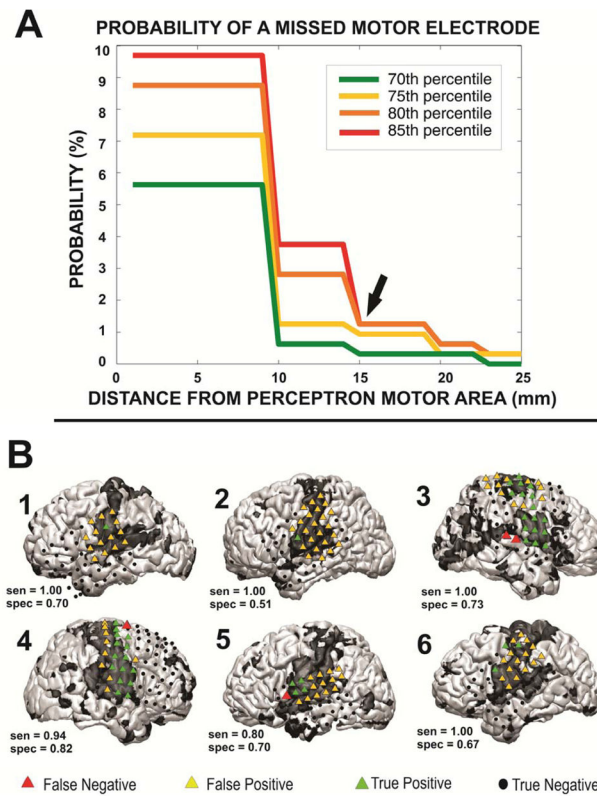 A
PROBABILITY OF A MISSED MOTOR ELECTRODE
10
9
8
7
6
5
4
3
2
1
0
PROBABILITY (%)
70th percentile
75th percentile
80th percentile
85th percentile
0 5 10 15 20 25
DISTANCE FROM PERCEPTRON MOTOR AREA (mm)
B
1
sen = 1.00
spec = 0.70
2
sen = 1.00
spec = 0.51
3
sen = 1.00
spec = 0.73
4
sen = 0.94
spec = 0.82
5
sen = 0.80
spec = 0.70
6
sen = 1.00
spec = 0.67
False Negative False Positive True Positive True Negative